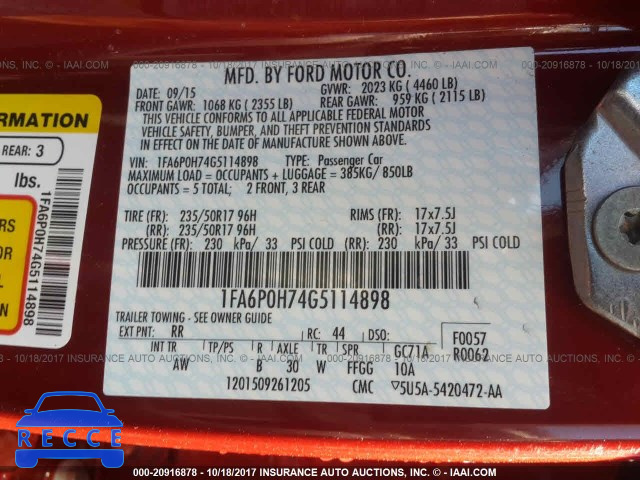 000-20916878 - 10/18/2017 INSURANCE AUTO AUCTIONS, INC. - IAAI.COM
MFD. BY FORD MOTOR CO.
DATE: 09/15 GVWR: 2023 KG ( 4460 LB)
FRONT GAWR: 1068 KG ( 2355 LB) REAR GAWR: 959 KG ( 2115 LB)
THIS VEHICLE CONFORMS TO ALL APPLICABLE FEDERAL MOTOR
VEHICLE SAFETY, BUMPER, AND THEFT PREVENTION STANDARDS
IN EFFECT ON THE DATE OF MANUFACTURE SHOWN ABOVE.
VIN: 1FA6P0H74G5114898 TYPE: Passenger Car
MAXIMUM LOAD = OCCUPANTS + LUGGAGE = 385KG/ 850LB
OCCUPANTS = 5 TOTAL; 2 FRONT, 3 REAR
TIRE (FR): 235/50R17 96H RIMS (FR): 17x7.5J
(RR): 235/50R17 96H (RR): 17x7.5J
PRESSURE (FR): 230 kPa/ 33 PSI COLD (RR): 230 kPa/ 33 PSI COLD
1FA6P0H74G5114898
TRAILER TOWING - SEE OWNER GUIDE
EXT PNT: RR RC: 44 DSO: F0057
R0062
INT TR TP/PS R AXLE TR SPR GC71A
AW B 30 W FFGG 10A
1201509261205 CMC 5U5A-5420472-AA
ORMATION
REAR: 3
lbs.
1FA6P0H74G5114898
000-20916878 - 10/18/2017 INSURANCE AUTO AUCTIONS, INC. - IAAI.COM